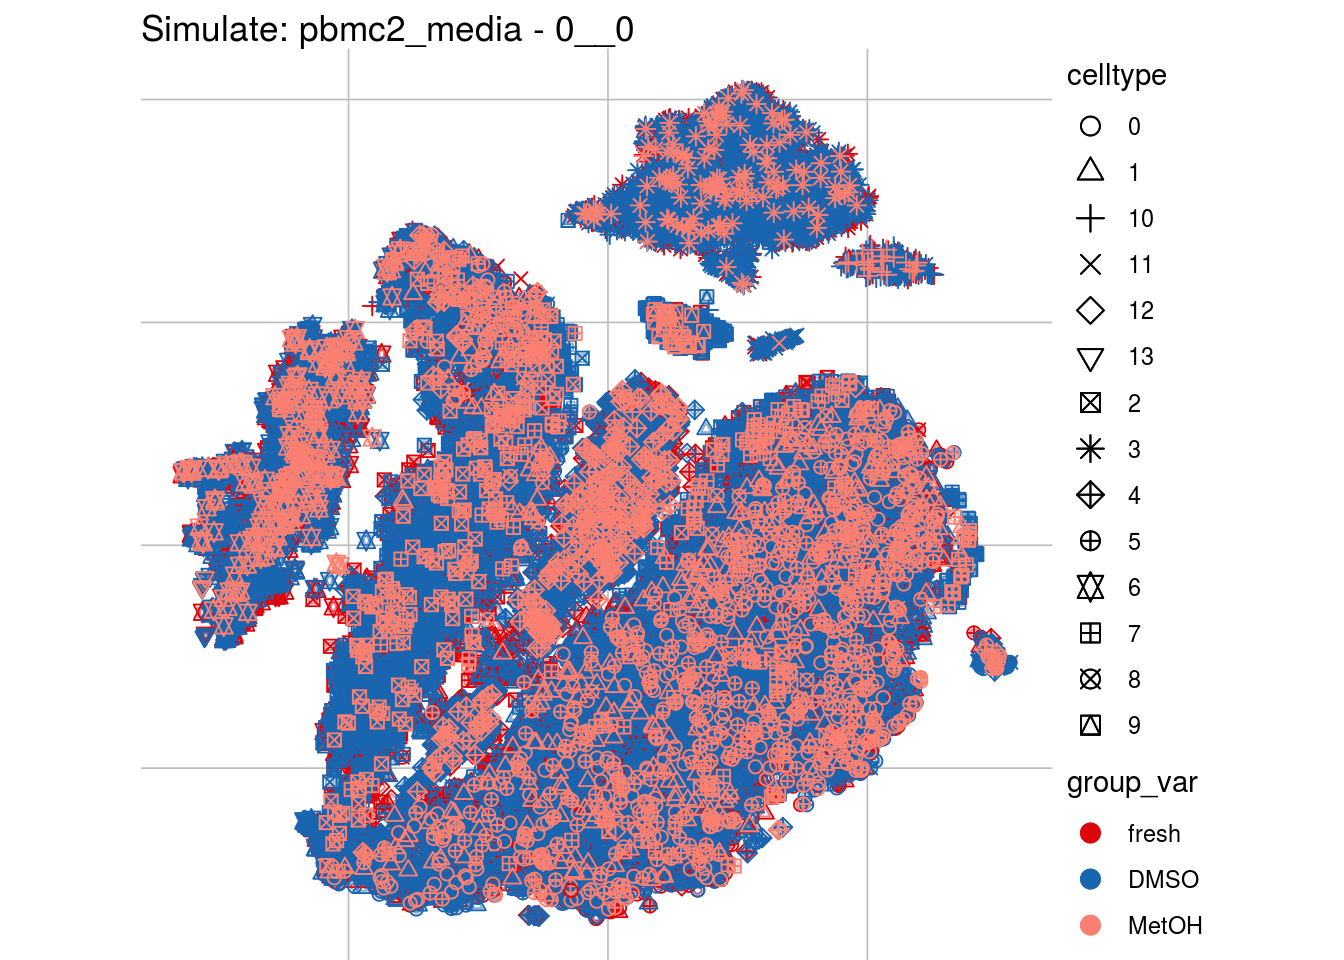 Simulate: pbmc2_media - 0__0
celltype
0
1
10
11
12
13
2
3
4
5
6
7
8
9
group_var
fresh
DMSO
MetOH